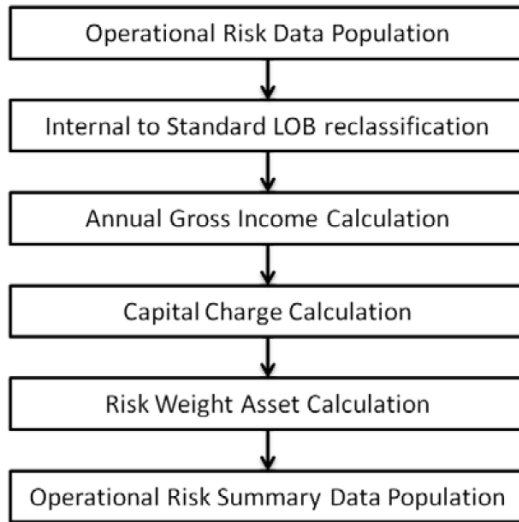 Operational Risk Data Population
Internal to Standard LOB reclassification
Annual Gross Income Calculation
Capital Charge Calculation
Risk Weight Asset Calculation
Operational Risk Summary Data Population